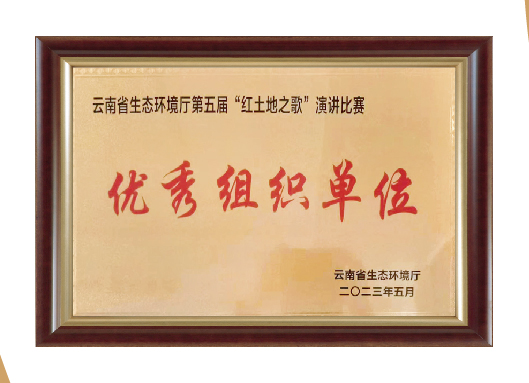 云南省生态环境厅第五届“红土地之歌”演讲比赛
优秀组织单位
云南省生态环境厅
二〇二三年五月